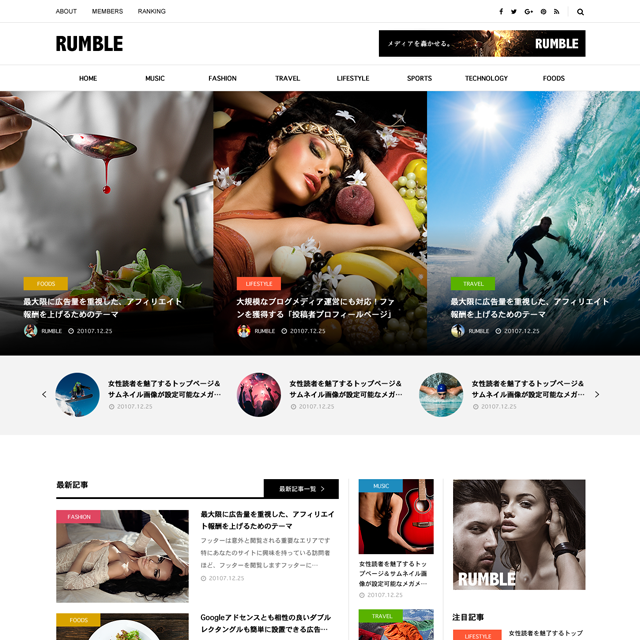 ABOUT MEMBERS RANKING
RUMBLE
メディアを轟かせる。 RUMBLE
HOME MUSIC FASHION TRAVEL LIFESTYLE SPORTS TECHNOLOGY FOODS
FOODS
最大限に広告量を重視した、アフィリエイト
報酬を上げるためのテーマ
RUMBLE 20107.12.25
LIFESTYLE
大規模なブログメディア運営にも対応！ファ
ンを獲得する「投稿者プロフィールページ」
RUMBLE 20107.12.25
TRAVEL
最大限に広告量を重視した、アフィリエイト
報酬を上げるためのテーマ
RUMBLE 20107.12.25
女性読者を魅了するトップページ＆
サムネイル画像が設定可能なメガ…
20107.12.25
女性読者を魅了するトップページ＆
サムネイル画像が設定可能なメガ…
20107.12.25
女性読者を魅了するトップページ＆
サムネイル画像が設定可能なメガ…
20107.12.25
最新記事
最新記事一覧
FASHION
最大限に広告量を重視した、アフィリエイ
ト報酬を上げるためのテーマ
フッターは意外と閲覧される重要なエリアです
特にあなたのサイトに興味を持っている訪問者
ほど、フッターを閲覧しますフッターに…
20107.12.25
FOODS
Googleアドセンスとも相性の良いダブル
レクタングルも簡単に設置できる広告…
MUSIC
女性読者を魅了するトッ
プページ＆サムネイル画
像が設定可能なメガメ…
20107.12.25
TRAVEL
RUMBLE
注目記事
LIFESTYLE
女性読者を魅了するトップ